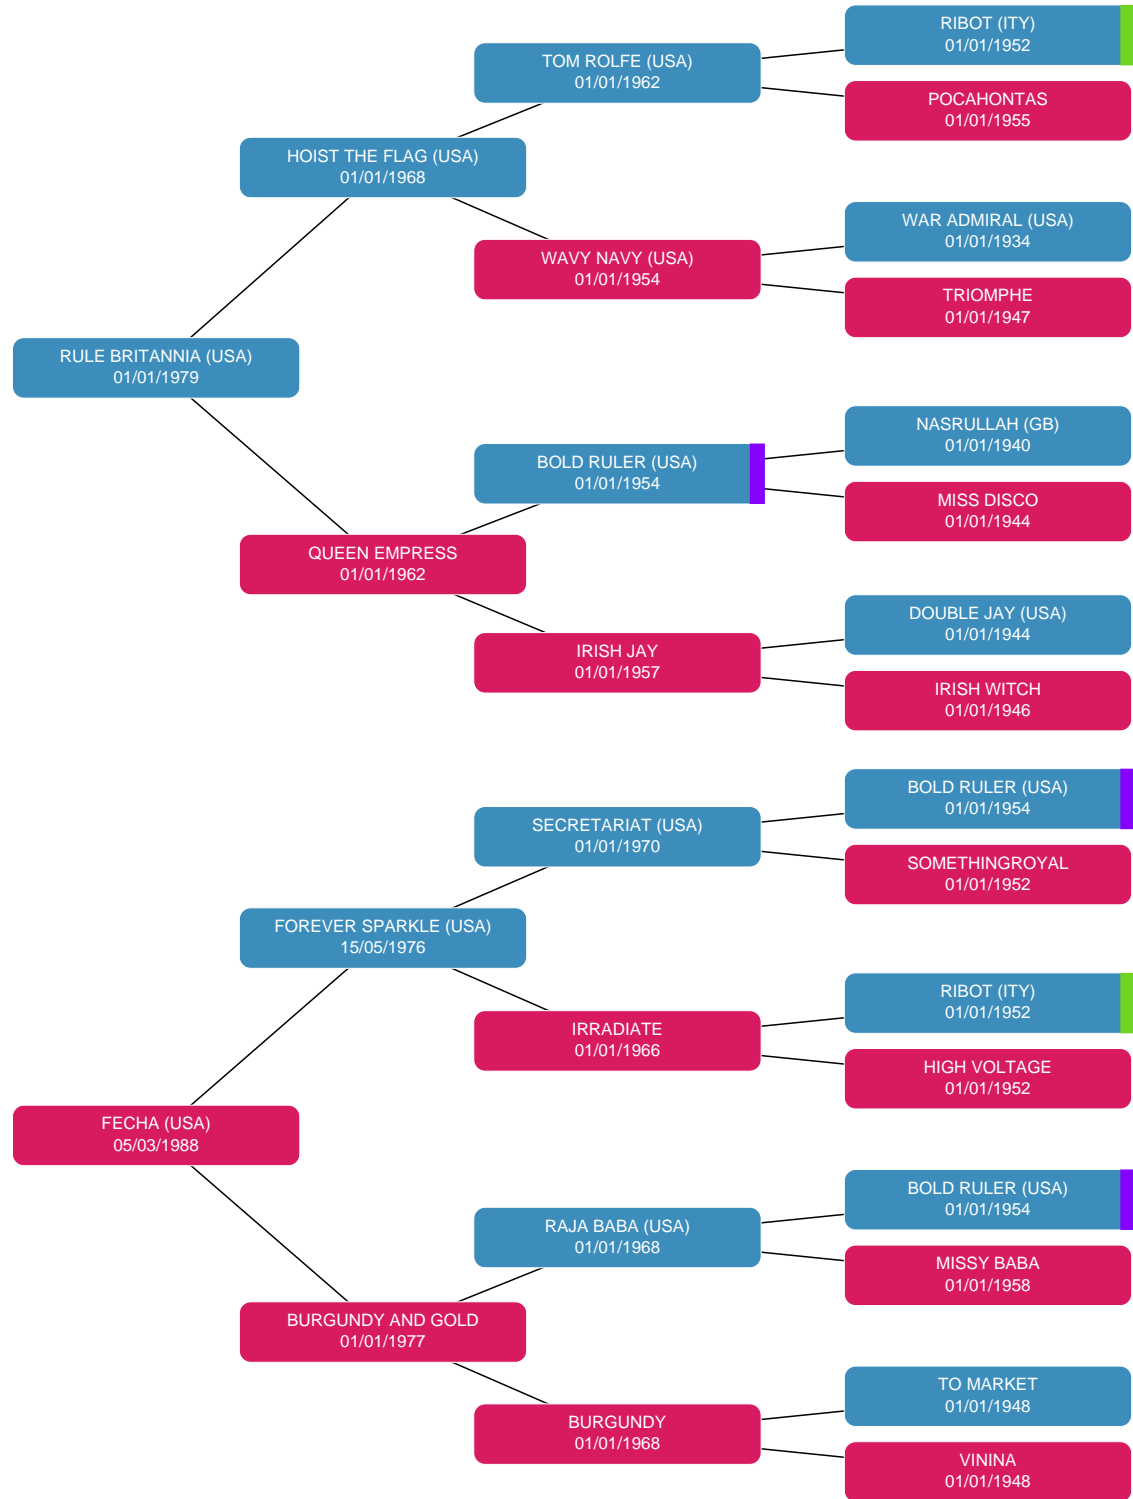 RIBOT (ITY)
01/01/1952
TOM ROLFE (USA)
01/01/1962
POCAHONTAS
01/01/1955
HOIST THE FLAG (USA)
01/01/1968
WAR ADMIRAL (USA)
01/01/1934
WAVY NAVY (USA)
01/01/1954
TRIOMPHE
01/01/1947
RULE BRITANNIA (USA)
01/01/1979
NASRULLAH (GB)
01/01/1940
BOLD RULER (USA)
01/01/1954
MISS DISCO
01/01/1944
QUEEN EMPRESS
01/01/1962
DOUBLE JAY (USA)
01/01/1944
IRISH JAY
01/01/1957
IRISH WITCH
01/01/1946
BOLD RULER (USA)
01/01/1954
SECRETARIAT (USA)
01/01/1970
SOMETHINGROYAL
01/01/1952
FOREVER SPARKLE (USA)
15/05/1976
RIBOT (ITY)
01/01/1952
IRRADIATE
01/01/1966
HIGH VOLTAGE
01/01/1952
FECHA (USA)
05/03/1988
BOLD RULER (USA)
01/01/1954
RAJA BABA (USA)
01/01/1968
MISSY BABA
01/01/1958
BURGUNDY AND GOLD
01/01/1977
TO MARKET
01/01/1948
BURGUNDY
01/01/1968
VININA
01/01/1948